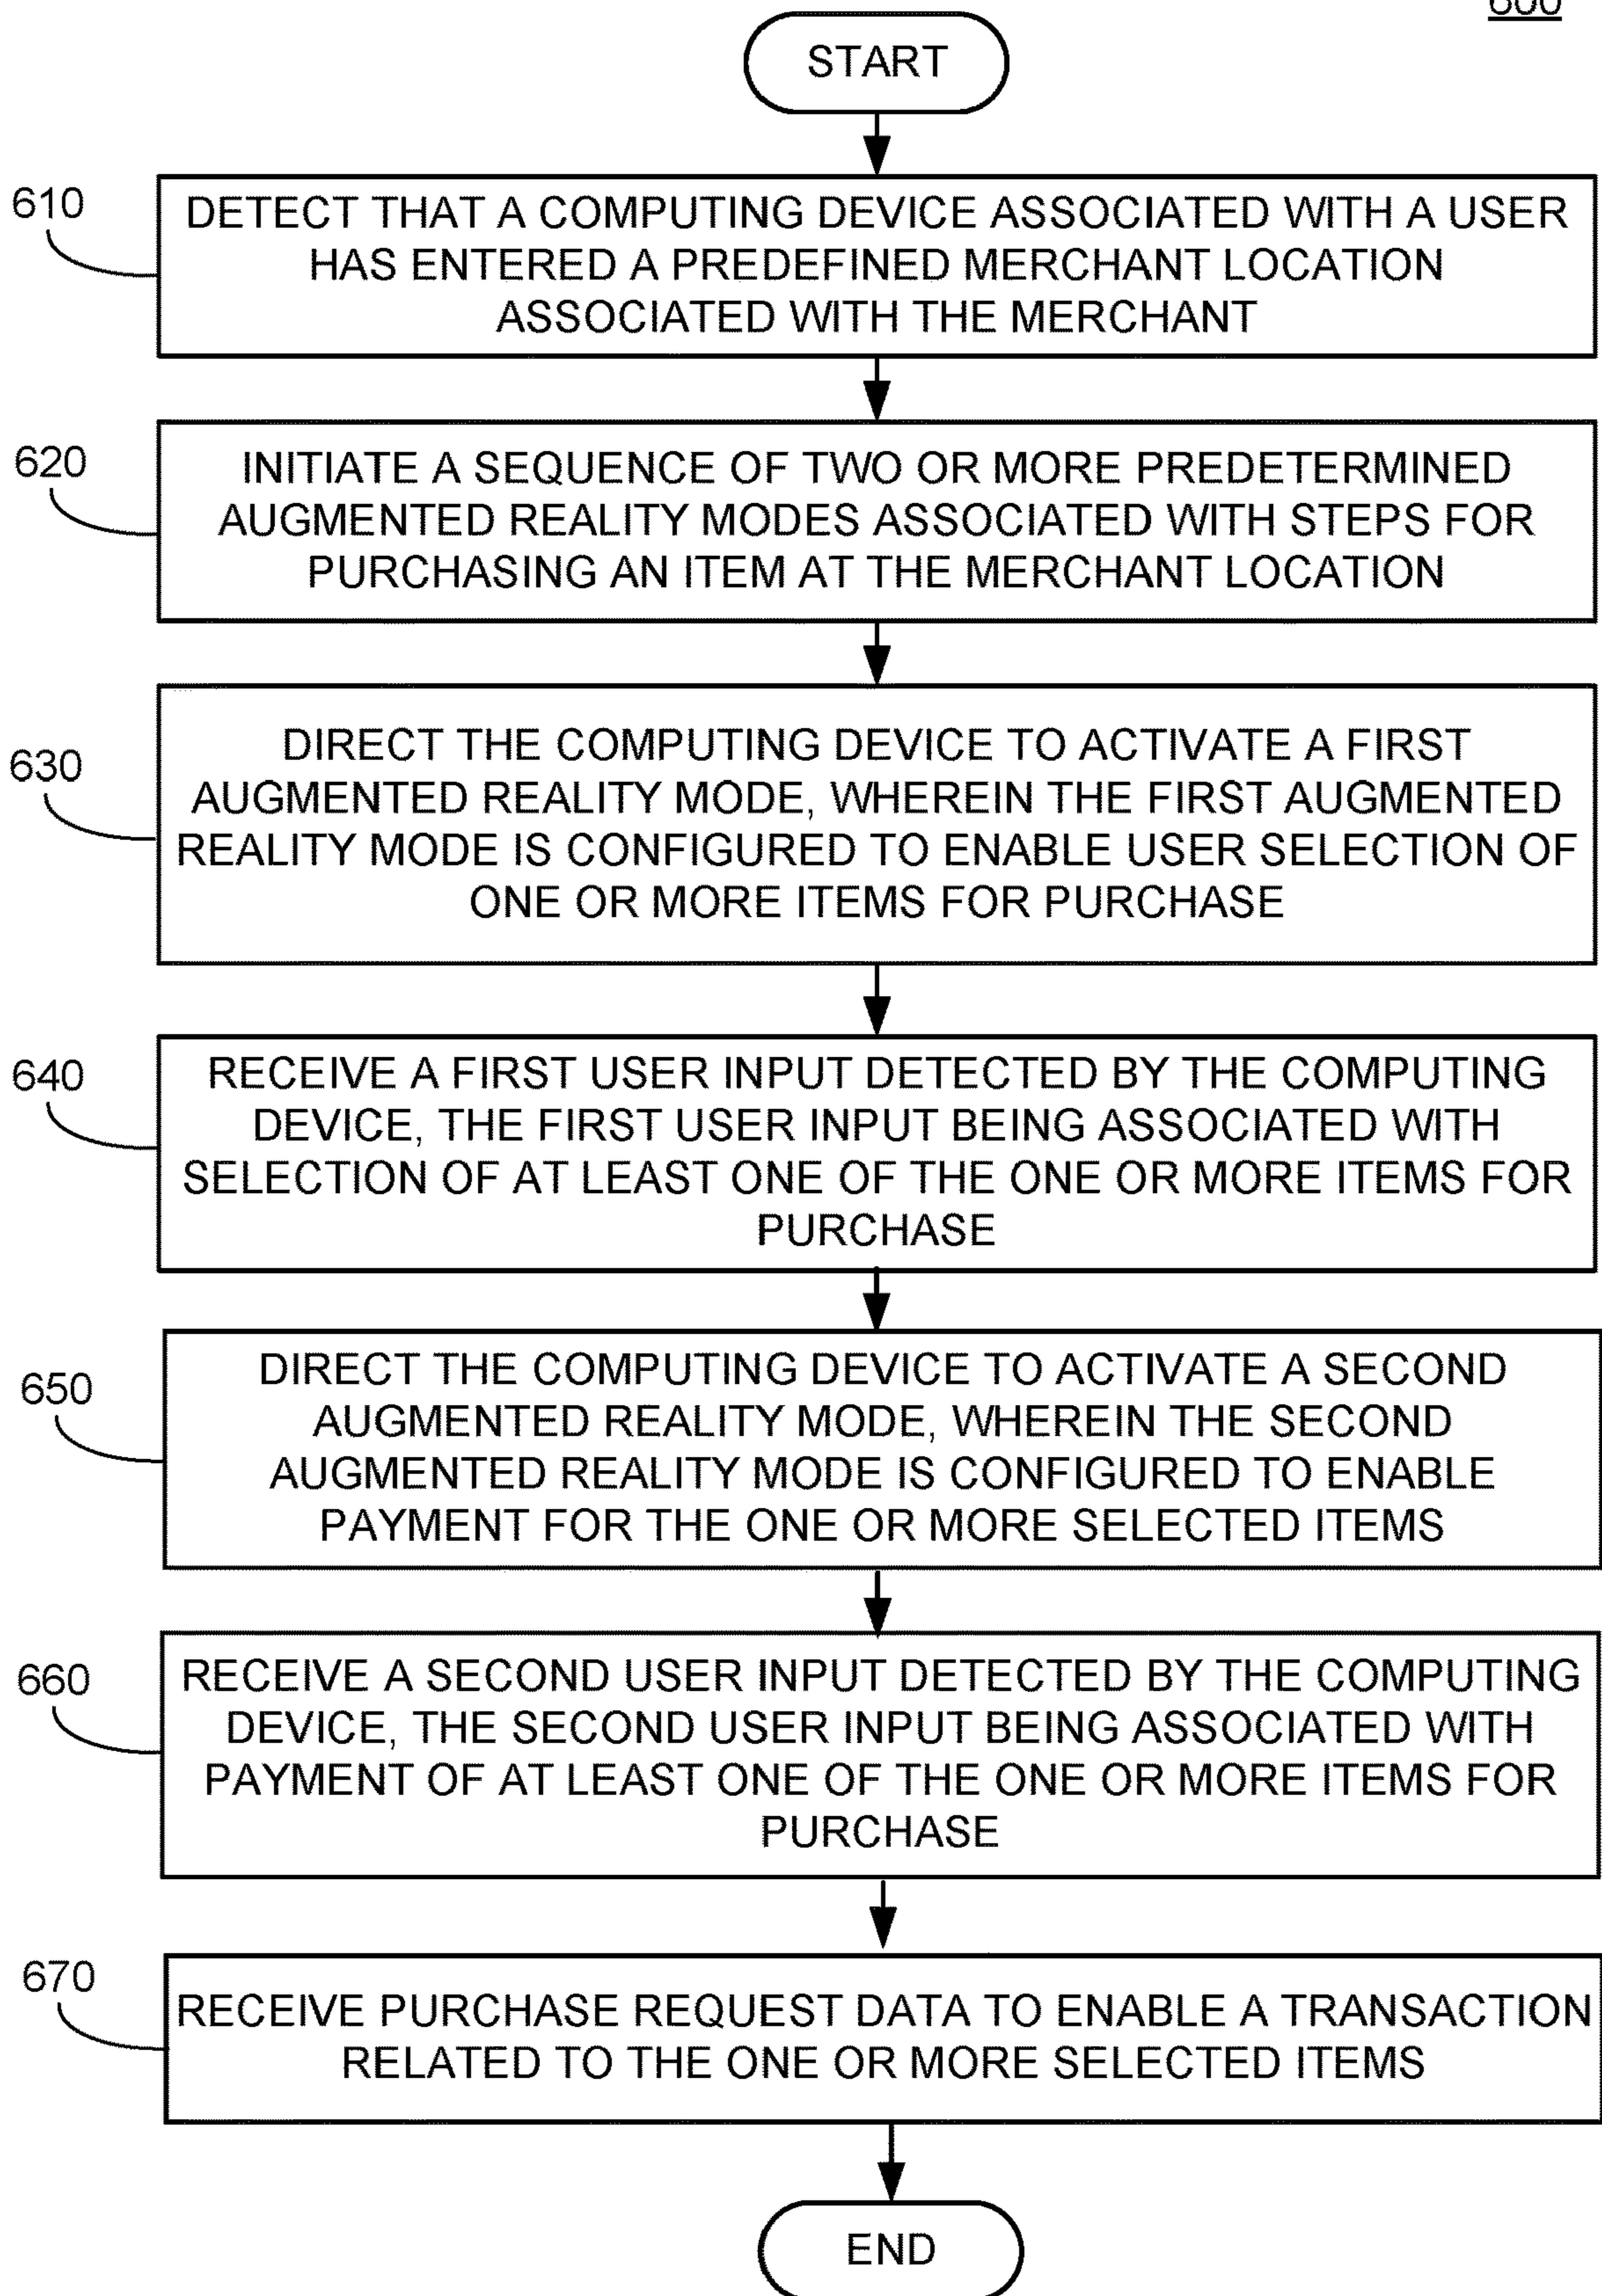 600
START
610
DETECT THAT A COMPUTING DEVICE ASSOCIATED WITH A USER
HAS ENTERED A PREDEFINED MERCHANT LOCATION
ASSOCIATED WITH THE MERCHANT
620
INITIATE A SEQUENCE OF TWO OR MORE PREDETERMINED
AUGMENTED REALITY MODES ASSOCIATED WITH STEPS FOR
PURCHASING AN ITEM AT THE MERCHANT LOCATION
630
DIRECT THE COMPUTING DEVICE TO ACTIVATE A FIRST
AUGMENTED REALITY MODE, WHEREIN THE FIRST AUGMENTED
REALITY MODE IS CONFIGURED TO ENABLE USER SELECTION OF
ONE OR MORE ITEMS FOR PURCHASE
640
RECEIVE A FIRST USER INPUT DETECTED BY THE COMPUTING
DEVICE, THE FIRST USER INPUT BEING ASSOCIATED WITH
SELECTION OF AT LEAST ONE OF THE ONE OR MORE ITEMS FOR
PURCHASE
650
DIRECT THE COMPUTING DEVICE TO ACTIVATE A SECOND
AUGMENTED REALITY MODE, WHEREIN THE SECOND
AUGMENTED REALITY MODE IS CONFIGURED TO ENABLE
PAYMENT FOR THE ONE OR MORE SELECTED ITEMS
660
RECEIVE A SECOND USER INPUT DETECTED BY THE COMPUTING
DEVICE, THE SECOND USER INPUT BEING ASSOCIATED WITH
PAYMENT OF AT LEAST ONE OF THE ONE OR MORE ITEMS FOR
PURCHASE
670
RECEIVE PURCHASE REQUEST DATA TO ENABLE A TRANSACTION
RELATED TO THE ONE OR MORE SELECTED ITEMS
END